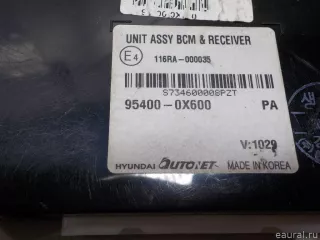 UNIT ASSY BCM & RECEIVER
E4
116RA-000035
S734600008PZT
95400-0X600 PA
V:1029
HYUNDAI AUTONET MADE IN KOREA
eaural.ru